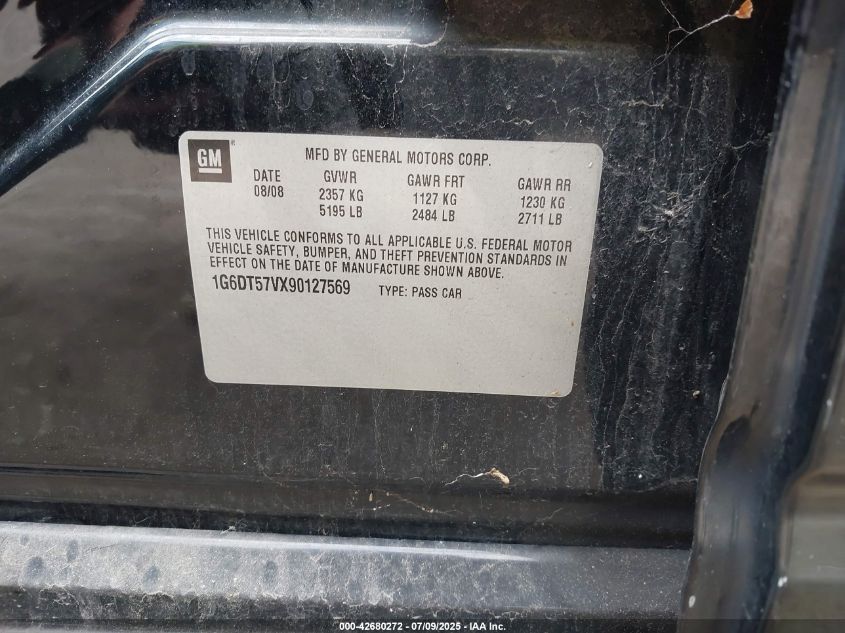 GM ®
MFD BY GENERAL MOTORS CORP.
DATE GVWR GAWR FRT GAWR RR
08/08 2357 KG 1127 KG 1230 KG
5195 LB 2484 LB 2711 LB
THIS VEHICLE CONFORMS TO ALL APPLICABLE U.S. FEDERAL MOTOR
VEHICLE SAFETY, BUMPER, AND THEFT PREVENTION STANDARDS IN
EFFECT ON THE DATE OF MANUFACTURE SHOWN ABOVE.
1G6DT57VX90127569 TYPE: PASS CAR
000-42680272 - 07/09/2025 - IAA Inc.